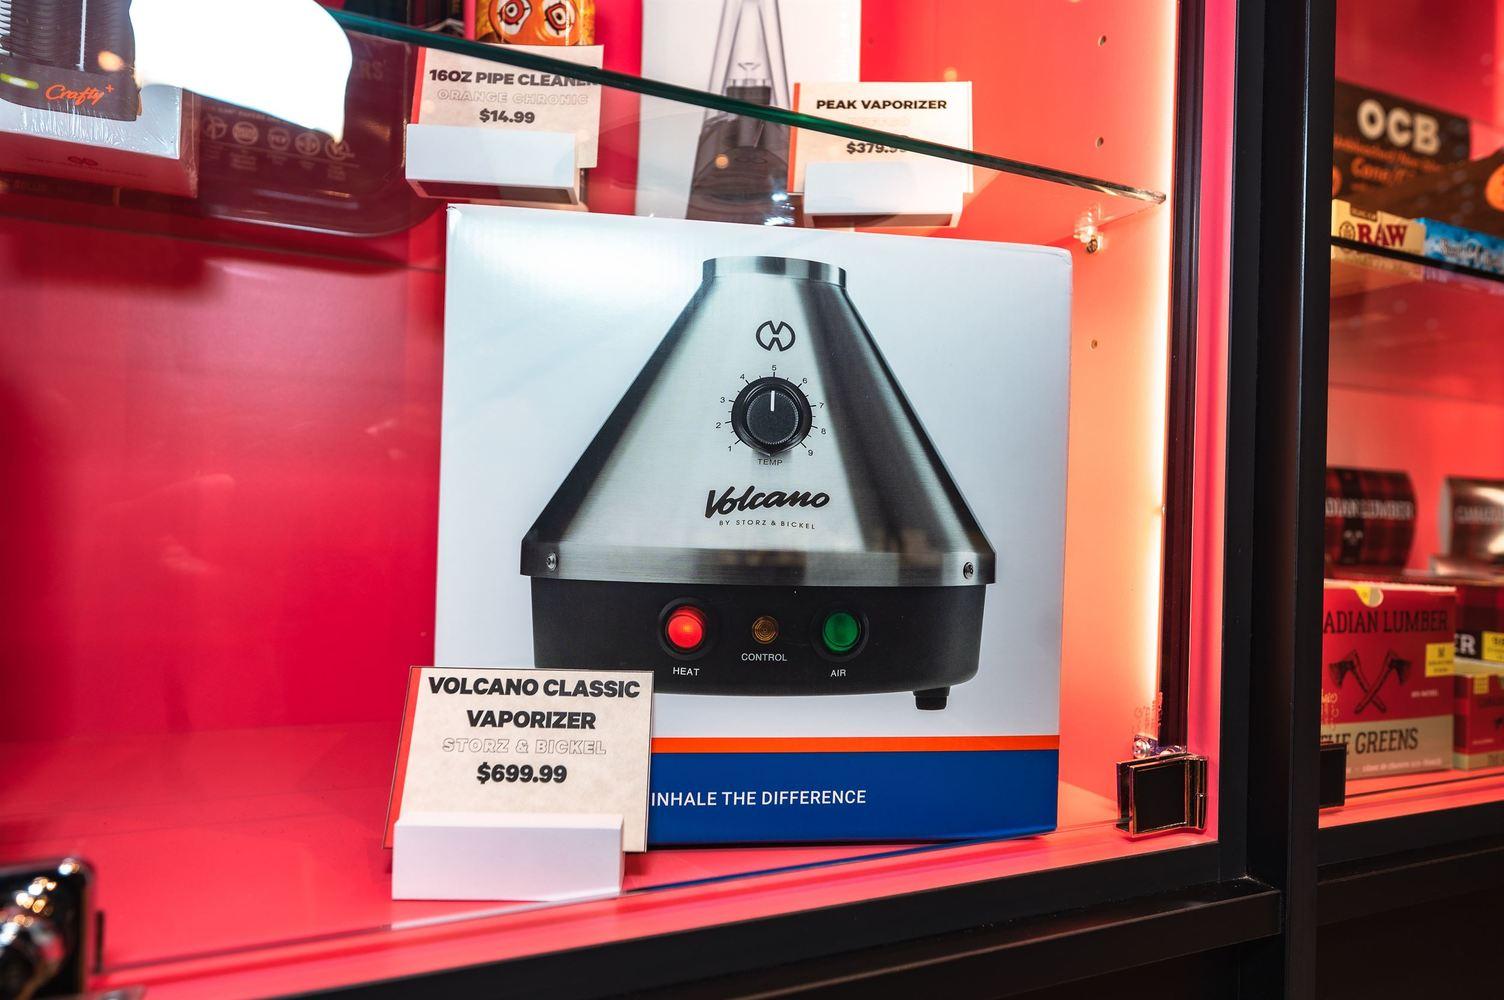 Crafty+
16OZ PIPE CLEANER
ORANGE CHRONIC
$14.99
PEAK VAPORIZER
OCB
RAW
5
4 6
3 7
2 8
1 9
TEMP
Volcano
BY STORZ & BICKEL
HEAT
CONTROL
AIR
VOLCANO CLASSIC
VAPORIZER
STORZ & BICKEL
$699.99
INHALE THE DIFFERENCE
ADIAN LUMBER
HE GREENS